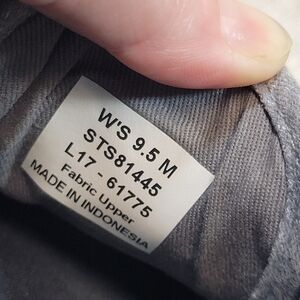 W'S 9.5 M
STS81445
L17 - 61775
Fabric Upper
MADE IN INDONESIA